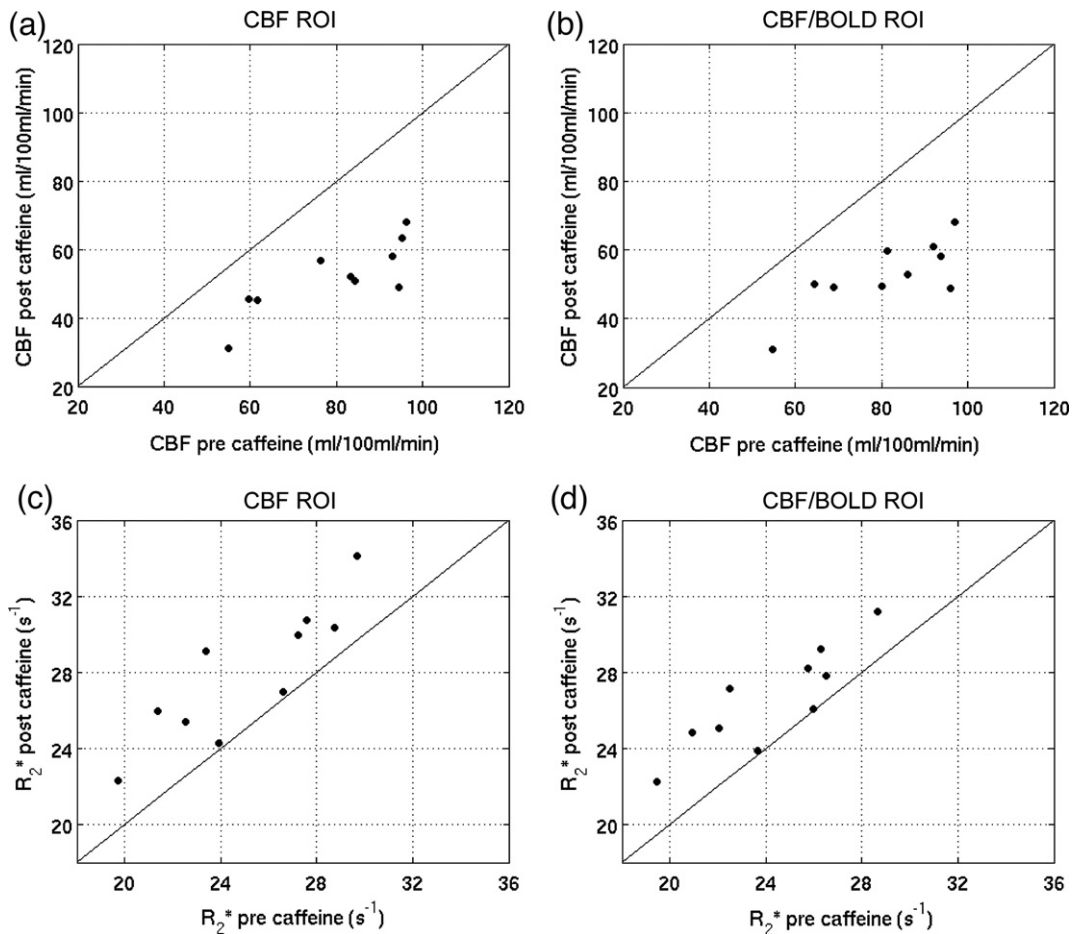 (a) CBF ROI
120
100
80
60
40
20
CBF post caffeine (ml/100ml/min)
20 40 60 80 100 120
CBF pre caffeine (ml/100ml/min)
(b) CBF/BOLD ROI
120
100
80
60
40
20
CBF post caffeine (ml/100ml/min)
20 40 60 80 100 120
CBF pre caffeine (ml/100ml/min)
(c) CBF ROI
36
32
28
24
20
R₂* post caffeine (s⁻¹)
20 24 28 32 36
R₂* pre caffeine (s⁻¹)
(d) CBF/BOLD ROI
36
32
28
24
20
R₂* post caffeine (s⁻¹)
20 24 28 32 36
R₂* pre caffeine (s⁻¹)